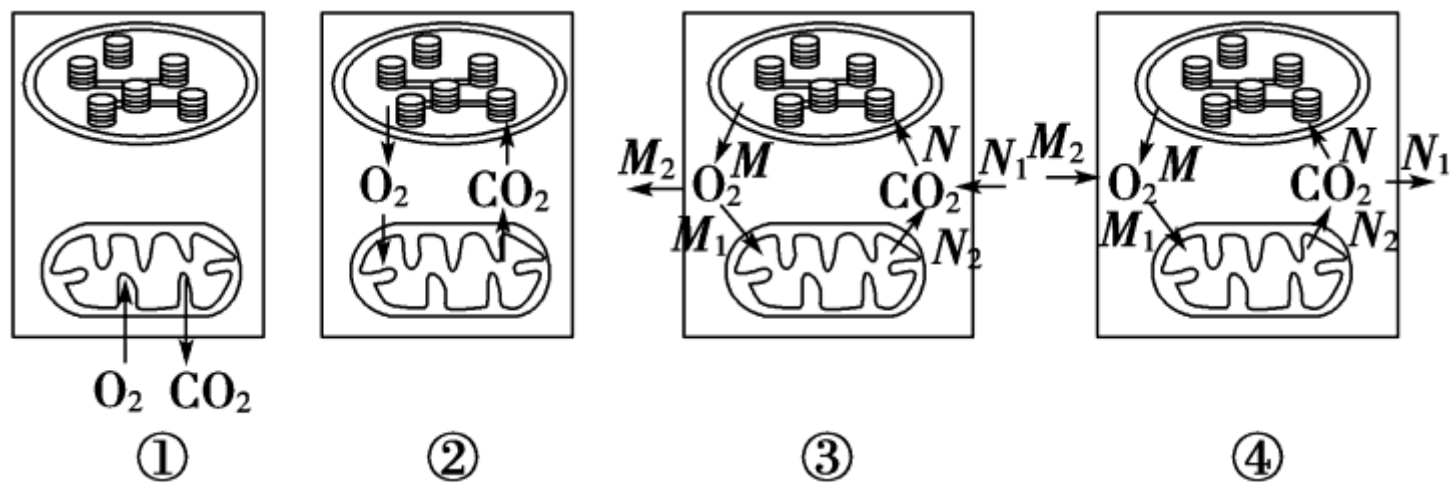 M₂ O₂ M N N₁ M₂ O₂ M N N₁
O₂ CO₂ CO₂ CO₂
M₁ N₂ M₁ N₂
O₂ CO₂
① ② ③ ④